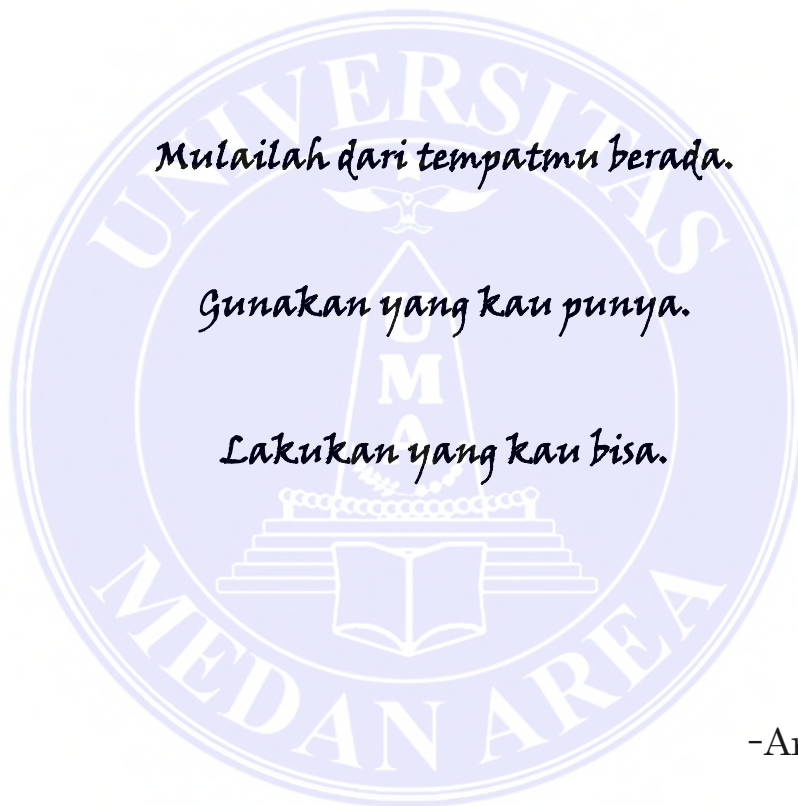 UNIVERSITAS
Mulailah dari tempatmu berada.
Gunakan yang kau punya.
UMA
Lakukan yang kau bisa.
MEDAN AREA